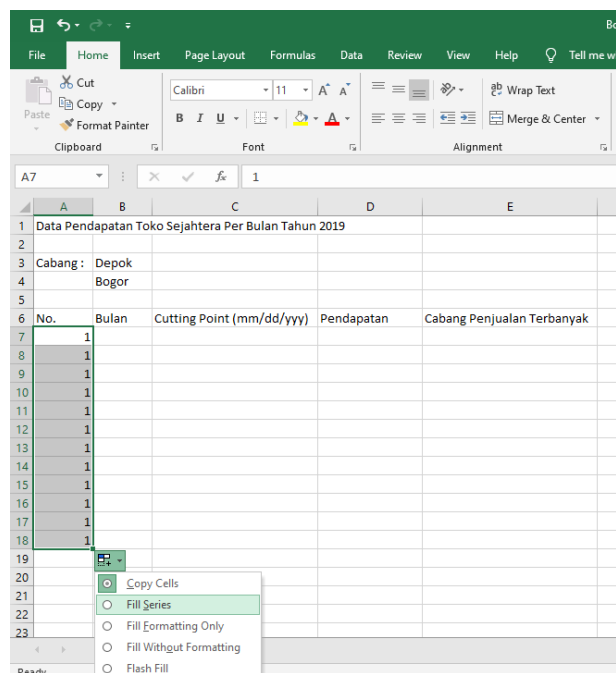 Bo
File Home Insert Page Layout Formulas Data Review View Help Tell me w
Cut
Copy
Format Painter
Paste
Calibri 11 A A
B I U A
ab Wrap Text
Merge & Center
Clipboard Font Alignment
A7 fx 1
A B C D E
1 Data Pendapatan Toko Sejahtera Per Bulan Tahun 2019
2
3 Cabang : Depok
4 Bogor
5
6 No. Bulan Cutting Point (mm/dd/yyy) Pendapatan Cabang Penjualan Terbanyak
7 1
8 1
9 1
10 1
11 1
12 1
13 1
14 1
15 1
16 1
17 1
18 1
19
20 Copy Cells
21 Fill Series
22 Fill Formatting Only
23 Fill Without Formatting
Flash Fill
Ready